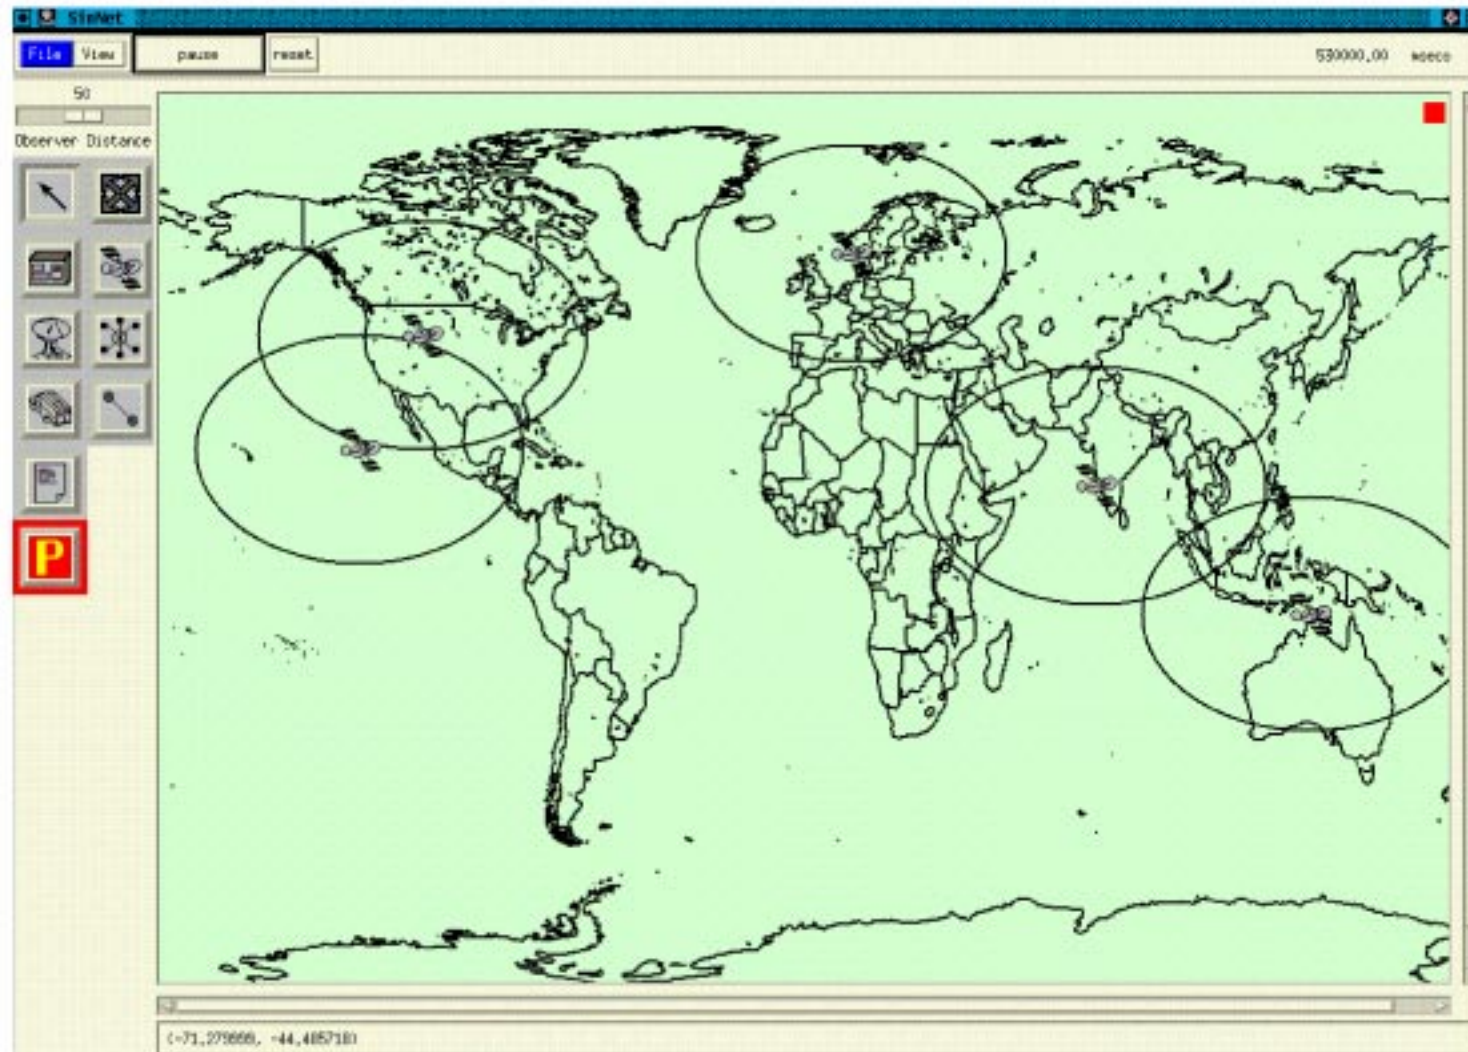 SimNet
File View pause reset 530000.00 msecs
50
Observer Distance
P
(-71.279999, -44.485718)